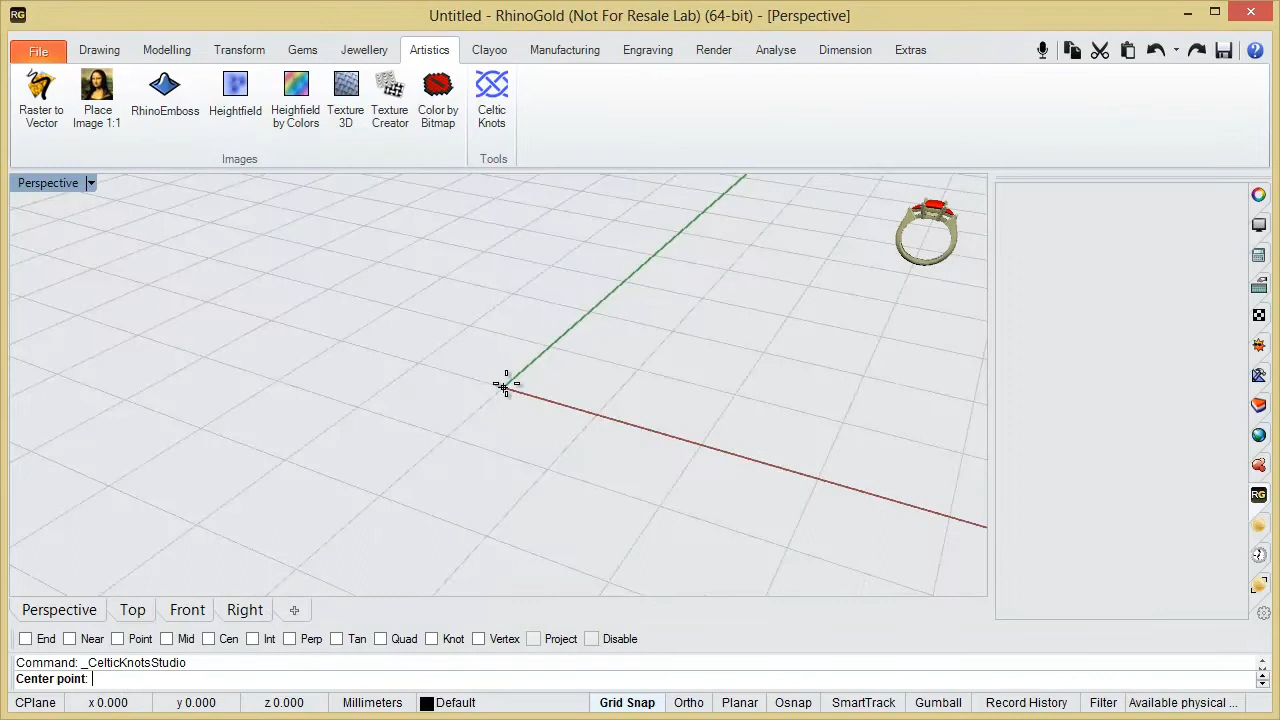 RG
Untitled - RhinoGold (Not For Resale Lab) (64-bit) - [Perspective]
File Drawing Modelling Transform Gems Jewellery Artistics Clayoo Manufacturing Engraving Render Analyse Dimension Extras
Raster to Vector
Place Image 1:1
RhinoEmboss
Heightfield
Heighfield by Colors
Texture 3D
Texture Creator
Color by Bitmap
Celtic Knots
Images
Tools
Perspective
RG
Perspective Top Front Right
End Near Point Mid Cen Int Perp Tan Quad Knot Vertex Project Disable
Command: _CelticKnotsStudio
Center point:
CPlane x 0.000 y 0.000 z 0.000 Millimeters Default Grid Snap Ortho Planar Osnap SmartTrack Gumball Record History Filter Available physical ...